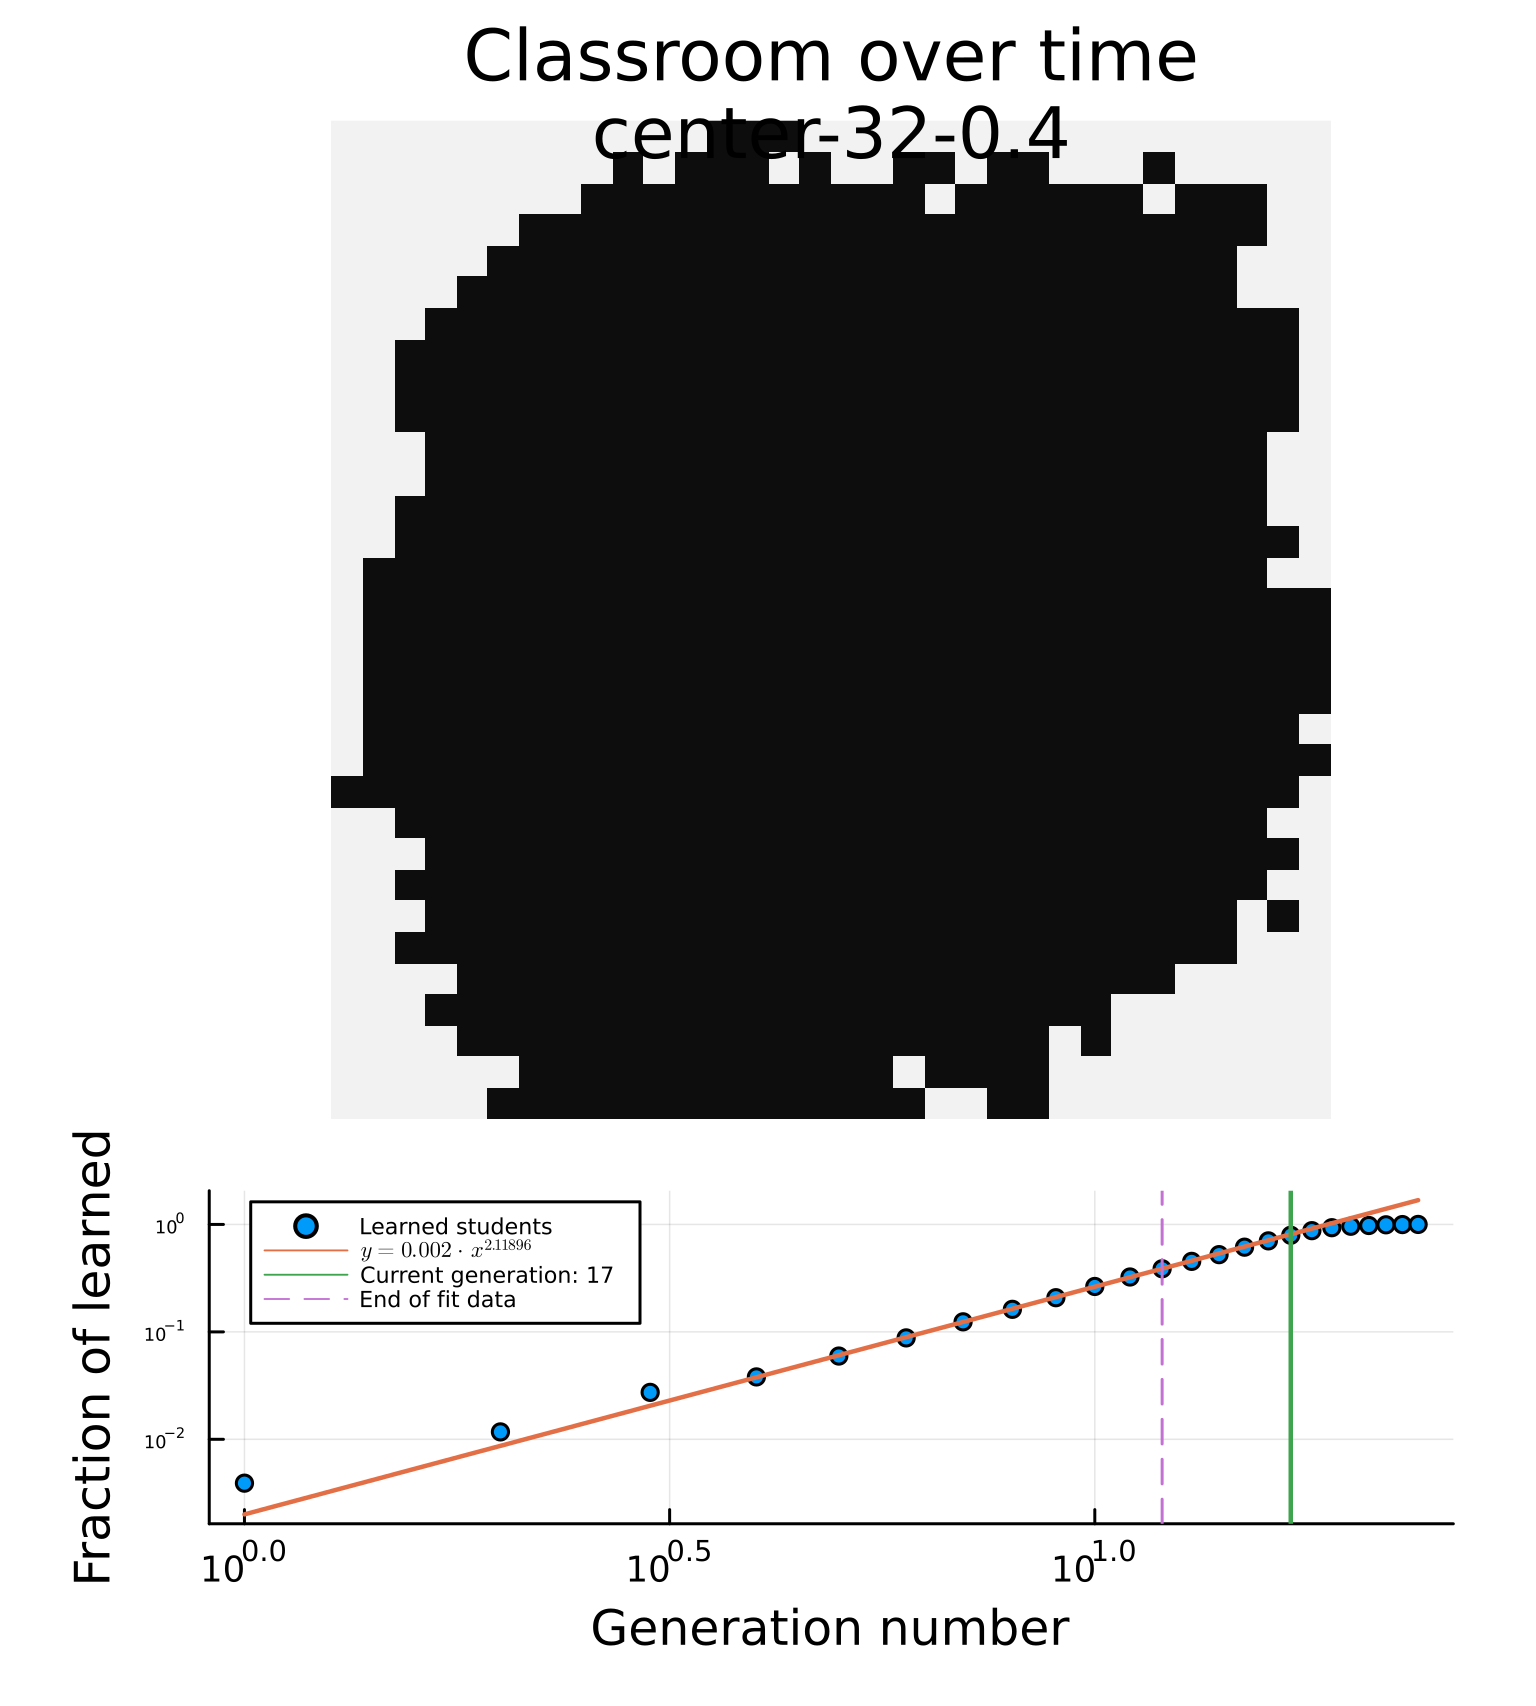 Classroom over time
center-32-0.4
Fraction of learned
10^0
10^−1
10^−2
Learned students
y = 0.002 · x^2.11896
Current generation: 17
End of fit data
10^0.0
10^0.5
10^1.0
Generation number